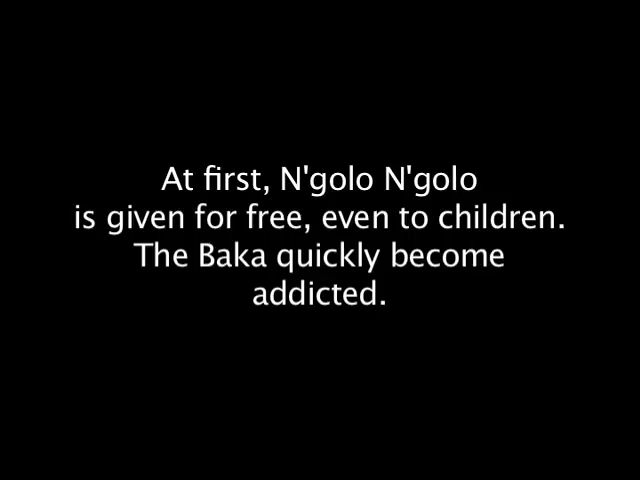 At first, N'golo N'golo
is given for free, even to children.
The Baka quickly become
addicted.